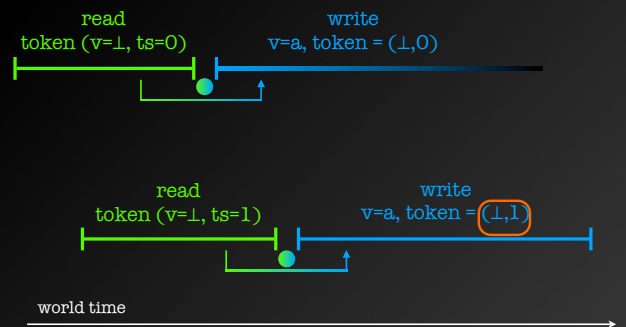 read
token (v=⊥, ts=0)
write
v=a, token = (⊥,0)
read
token (v=⊥, ts=1)
write
v=a, token = (⊥,1)
world time